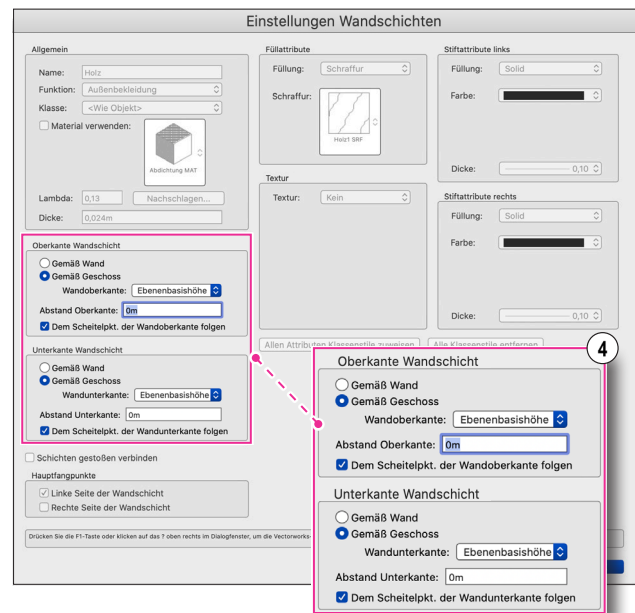 Einstellungen Wandschichten
Allgemein
Name: Holz
Funktion: Außenbekleidung
Klasse: <Wie Objekt>
Material verwenden:
Abdichtung MAT
Lambda: 0,13 Nachschlagen...
Dicke: 0,024m
Oberkante Wandschicht
Gemäß Wand
Gemäß Geschoss
Wandoberkante: Ebenenbasishöhe
Abstand Oberkante: 0m
Dem Scheitelpkt. der Wandoberkante folgen
Unterkante Wandschicht
Gemäß Wand
Gemäß Geschoss
Wandunterkante: Ebenenbasishöhe
Abstand Unterkante: 0m
Dem Scheitelpkt. der Wandunterkante folgen
Schichten gestoßen verbinden
Hauptfangpunkte
Linke Seite der Wandschicht
Rechte Seite der Wandschicht
Drücken Sie die F1-Taste oder klicken auf das ? oben rechts im Dialogfenster, um die Vectorworks-
Füllattribute
Füllung: Schraffur
Schraffur:
Holz1 SRF
Textur
Textur: Kein
Stiftattribute links
Füllung: Solid
Farbe:
Dicke: 0,10
Stiftattribute rechts
Füllung: Solid
Farbe:
Dicke: 0,10
Allen Attributen Klassenstile zuweisen Alle Klassenstile entfernen
4
Oberkante Wandschicht
Gemäß Wand
Gemäß Geschoss
Wandoberkante: Ebenenbasishöhe
Abstand Oberkante: 0m
Dem Scheitelpkt. der Wandoberkante folgen
Unterkante Wandschicht
Gemäß Wand
Gemäß Geschoss
Wandunterkante: Ebenenbasishöhe
Abstand Unterkante: 0m
Dem Scheitelpkt. der Wandunterkante folgen